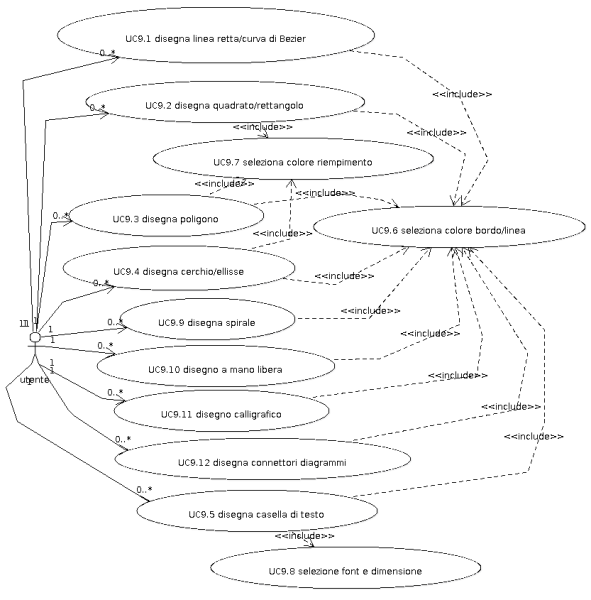 UC9.1 disegna linea retta/curva di Bezier
0..*
<<include>>
UC9.2 disegna quadrato/rettangolo
0..*
<<include>>
<<include>>
UC9.7 seleziona colore riempimento
<<include>>
<<include>>
UC9.3 disegna poligono
0..*
UC9.6 seleziona colore bordo/linea
<<include>>
UC9.4 disegna cerchio/ellisse
0..*
<<include>>
<<include>>
UC9.9 disegna spirale
0..*
11
1
1
<<include>>
1
0..*
UC9.10 disegno a mano libera
1
1
<<include>>
utente
1
0..*
UC9.11 disegno calligrafico
<<include>>
0..*
<<include>>
UC9.12 disegna connettori diagrammi
0..*
UC9.5 disegna casella di testo
<<include>>
UC9.8 selezione font e dimensione